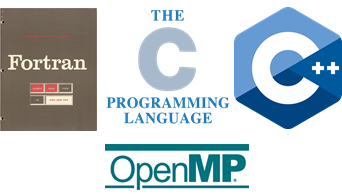 Fortran
THE
C
PROGRAMMING
LANGUAGE
C++
OpenMP